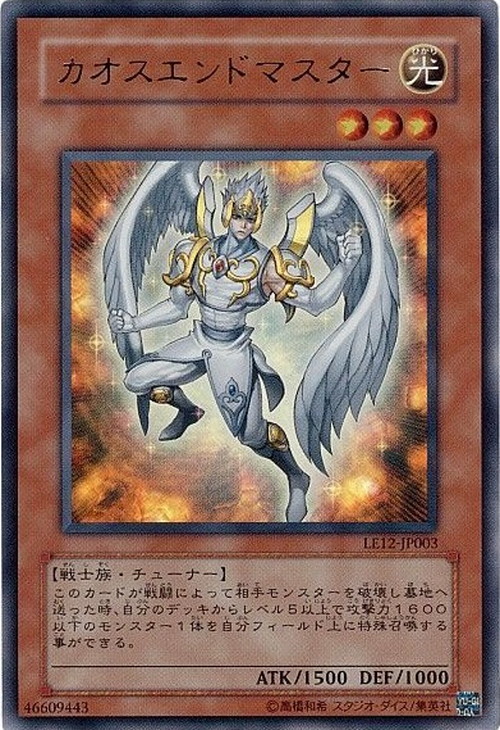 カオスエンドマスター
ひかり
光
LE12-JP003
【戦士族・チューナー】
このカードが戦闘によって相手モンスターを破壊し墓地へ
送った時、自分のデッキからレベル5以上で攻撃力1600
以下のモンスター1体を自分フィールド上に特殊召喚する
事ができる。
ATK/1500 DEF/1000
46609443
©高橋和希 スタジオ・ダイス/集英社